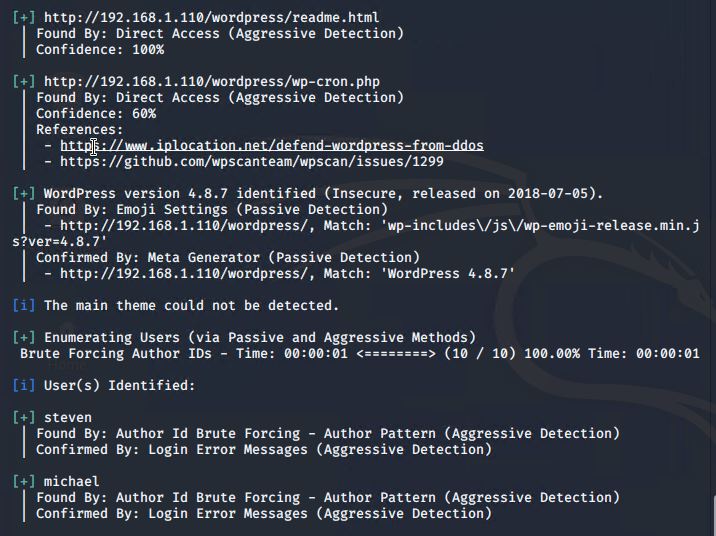 [+] http://192.168.1.110/wordpress/readme.html
| Found By: Direct Access (Aggressive Detection)
| Confidence: 100%
[+] http://192.168.1.110/wordpress/wp-cron.php
| Found By: Direct Access (Aggressive Detection)
| Confidence: 60%
| References:
|  - https://www.iplocation.net/defend-wordpress-from-ddos
|  - https://github.com/wpscanteam/wpscan/issues/1299
[+] WordPress version 4.8.7 identified (Insecure, released on 2018-07-05).
| Found By: Emoji Settings (Passive Detection)
|  - http://192.168.1.110/wordpress/, Match: 'wp-includes\/js\/wp-emoji-release.min.j
s?ver=4.8.7'
| Confirmed By: Meta Generator (Passive Detection)
|  - http://192.168.1.110/wordpress/, Match: 'WordPress 4.8.7'
[i] The main theme could not be detected.
[+] Enumerating Users (via Passive and Aggressive Methods)
Brute Forcing Author IDs - Time: 00:00:01 <========> (10 / 10) 100.00% Time: 00:00:01
Home
[i] User(s) Identified:
[+] steven
| Found By: Author Id Brute Forcing - Author Pattern (Aggressive Detection)
| Confirmed By: Login Error Messages (Aggressive Detection)
[+] michael
| Found By: Author Id Brute Forcing - Author Pattern (Aggressive Detection)
| Confirmed By: Login Error Messages (Aggressive Detection)